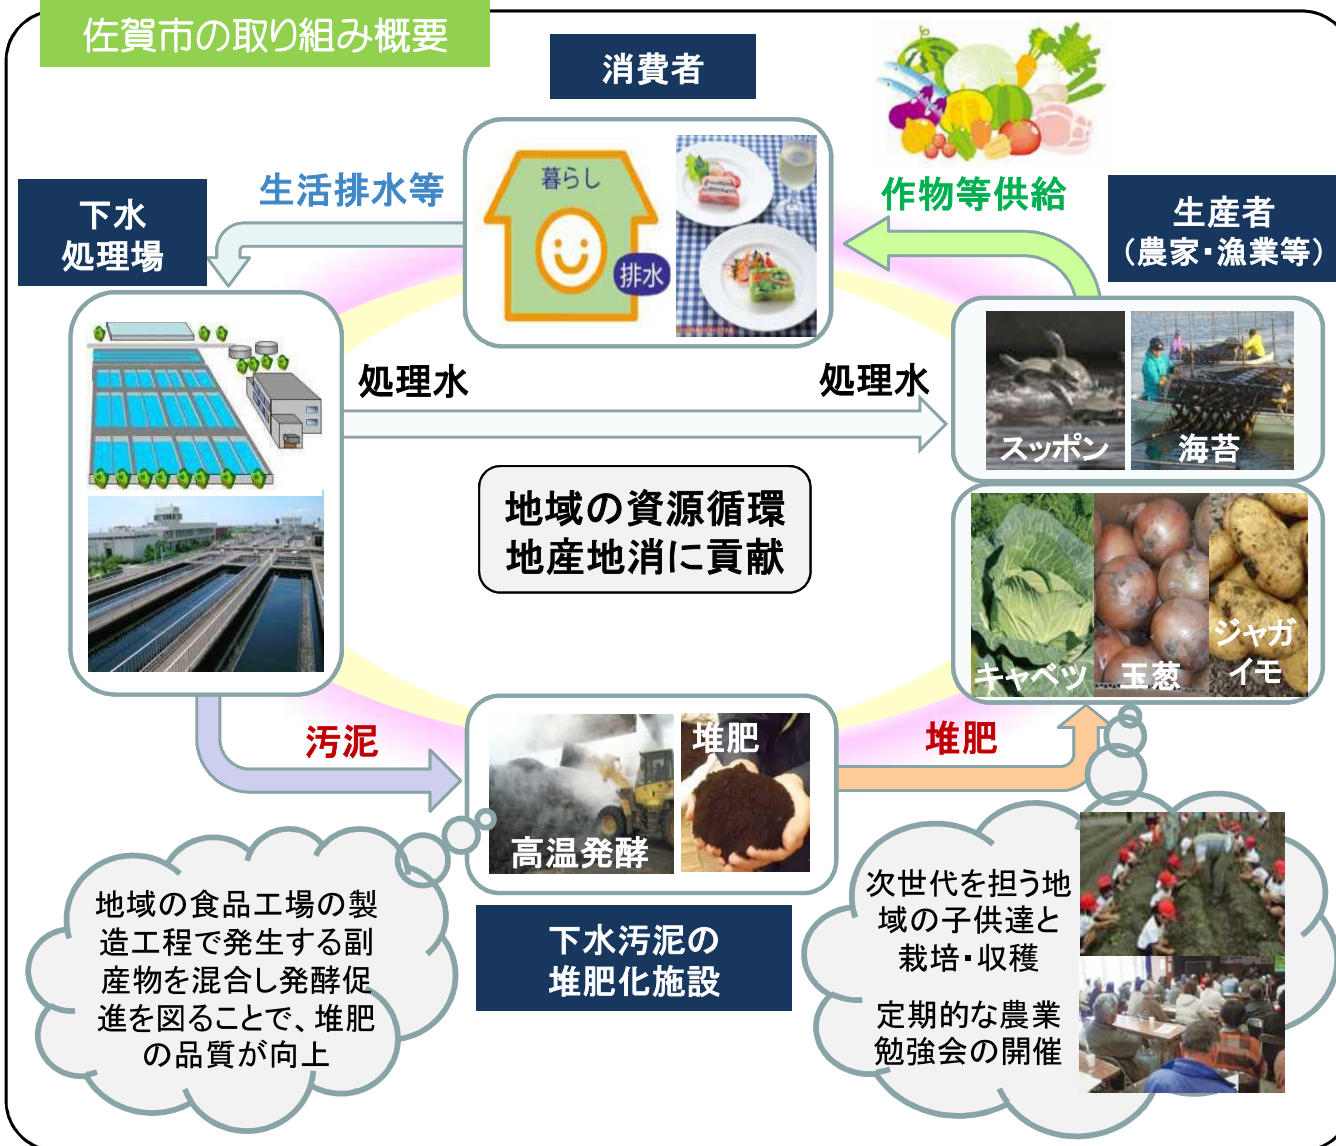 佐賀市の取り組み概要
消費者
暮らし
排水
生活排水等
作物等供給
下水
処理場
生産者
（農家・漁業等）
処理水
処理水
スッポン
海苔
地域の資源循環
地産地消に貢献
キャベツ
玉葱
ジャガ
イモ
汚泥
堆肥
堆肥
高温発酵
下水汚泥の
堆肥化施設
地域の食品工場の製
造工程で発生する副
産物を混合し発酵促
進を図ることで、堆肥
の品質が向上
次世代を担う地
域の子供達と
栽培・収穫
定期的な農業
勉強会の開催